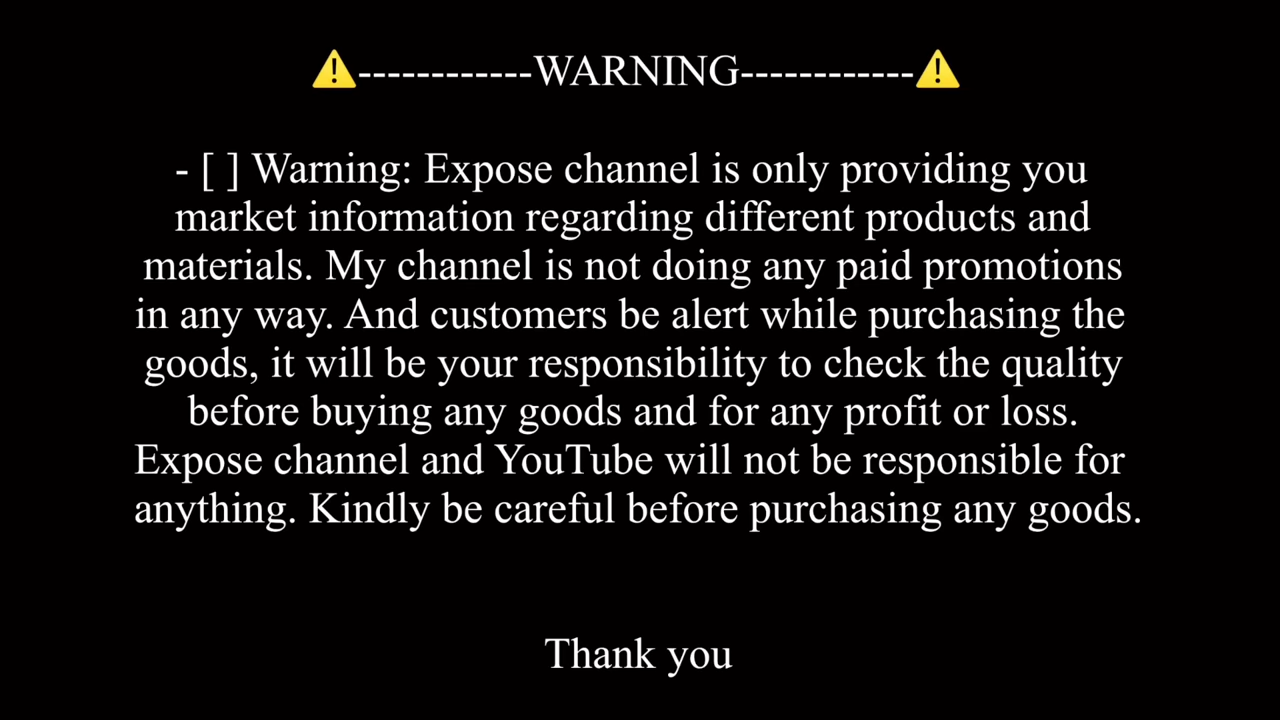 ⚠️------------WARNING------------⚠️
- [ ] Warning: Expose channel is only providing you
market information regarding different products and
materials. My channel is not doing any paid promotions
in any way. And customers be alert while purchasing the
goods, it will be your responsibility to check the quality
before buying any goods and for any profit or loss.
Expose channel and YouTube will not be responsible for
anything. Kindly be careful before purchasing any goods.
Thank you